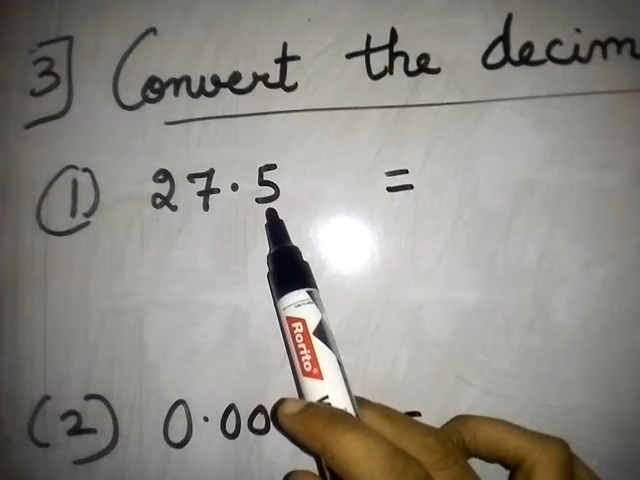 3] Convert the decim
(1) 27.5 =
Rorito
(2) 0.00 =